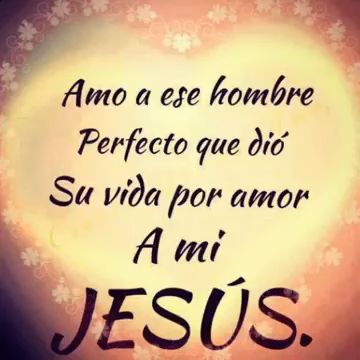 Amo a ese hombre
Perfecto que dió
Su vida por amor
A mi
JESÚS.